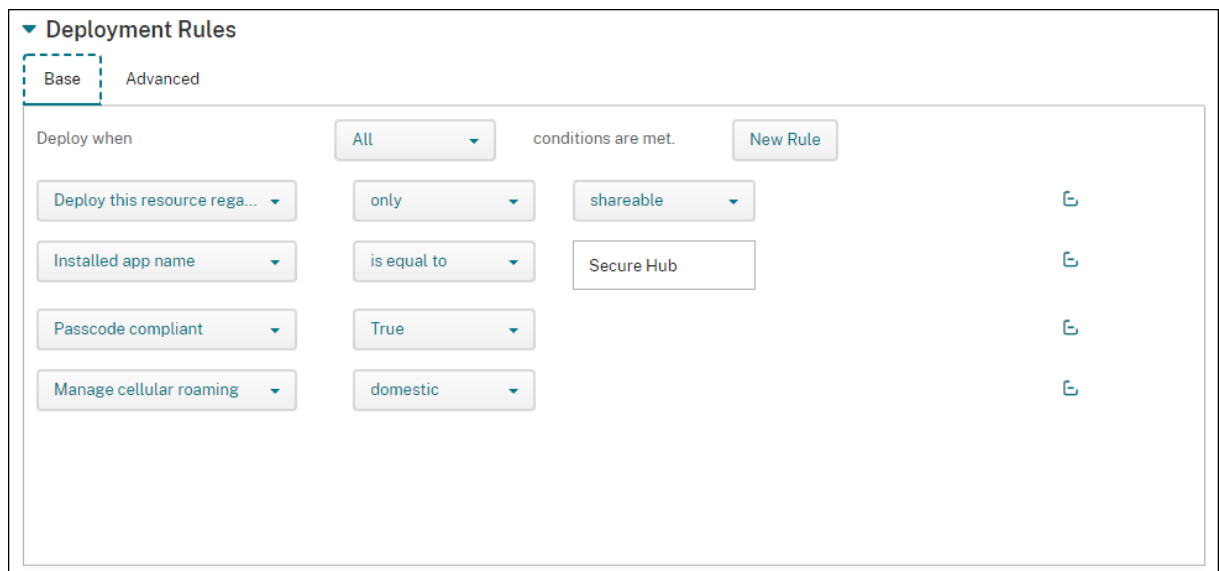 Deployment Rules
Base Advanced
Deploy when All conditions are met. New Rule
Deploy this resource rega... only shareable
Installed app name is equal to Secure Hub
Passcode compliant True
Manage cellular roaming domestic